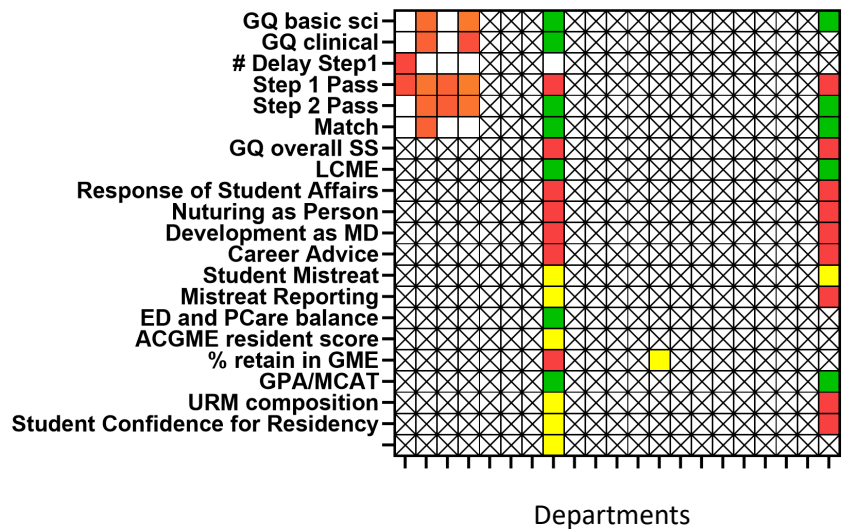 GQ basic sci
GQ clinical
# Delay Step1
Step 1 Pass
Step 2 Pass
Match
GQ overall SS
LCME
Response of Student Affairs
Nuturing as Person
Development as MD
Career Advice
Student Mistreat
Mistreat Reporting
ED and PCare balance
ACGME resident score
% retain in GME
GPA/MCAT
URM composition
Student Confidence for Residency
Departments